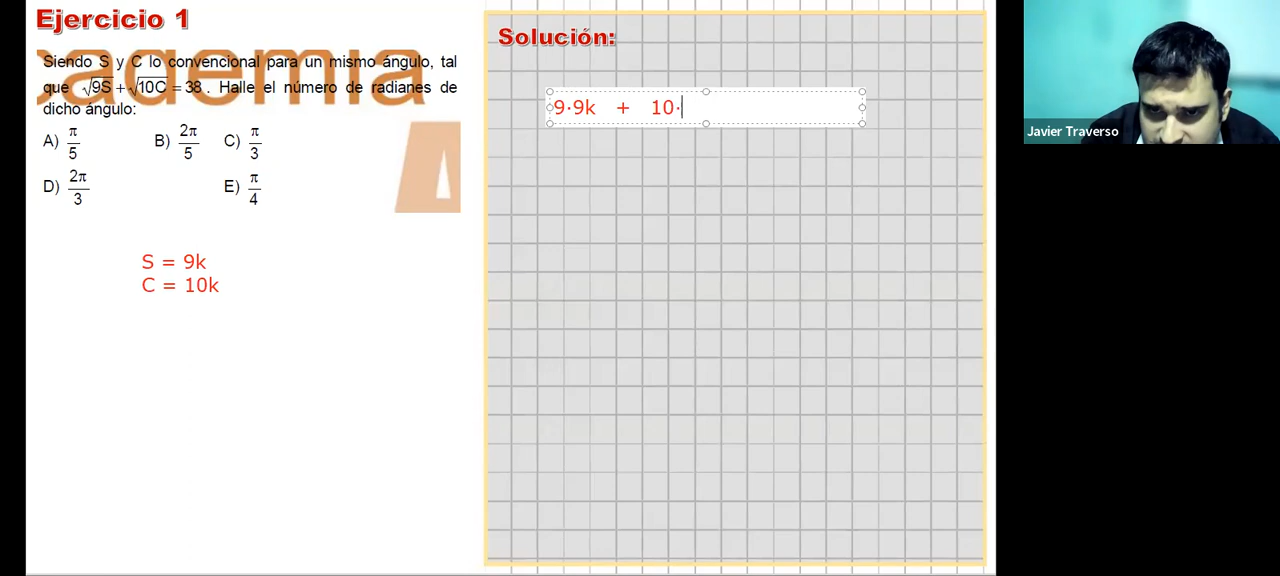 Ejercicio 1
cademia
Siendo S y C lo convencional para un mismo ángulo, tal
que √9S + √10C = 38. Halle el número de radianes de
dicho ángulo:
A) π/5 B) 2π/5 C) π/3
D) 2π/3 E) π/4
A
S = 9k
C = 10k
Solución:
9·9k + 10·
Javier Traverso